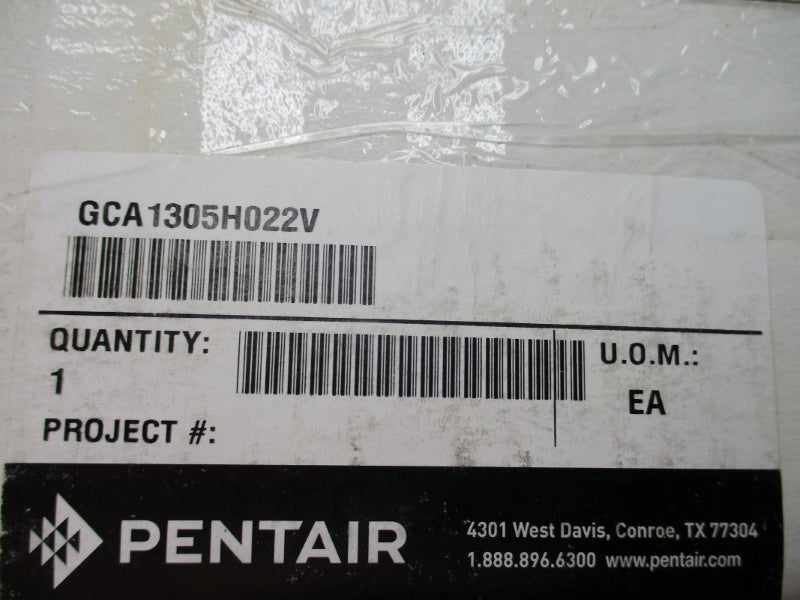 GCA1305H022V
QUANTITY:
1
U.O.M.:
EA
PROJECT #:
PENTAIR
4301 West Davis, Conroe, TX 77304
1.888.896.6300 www.pentair.com